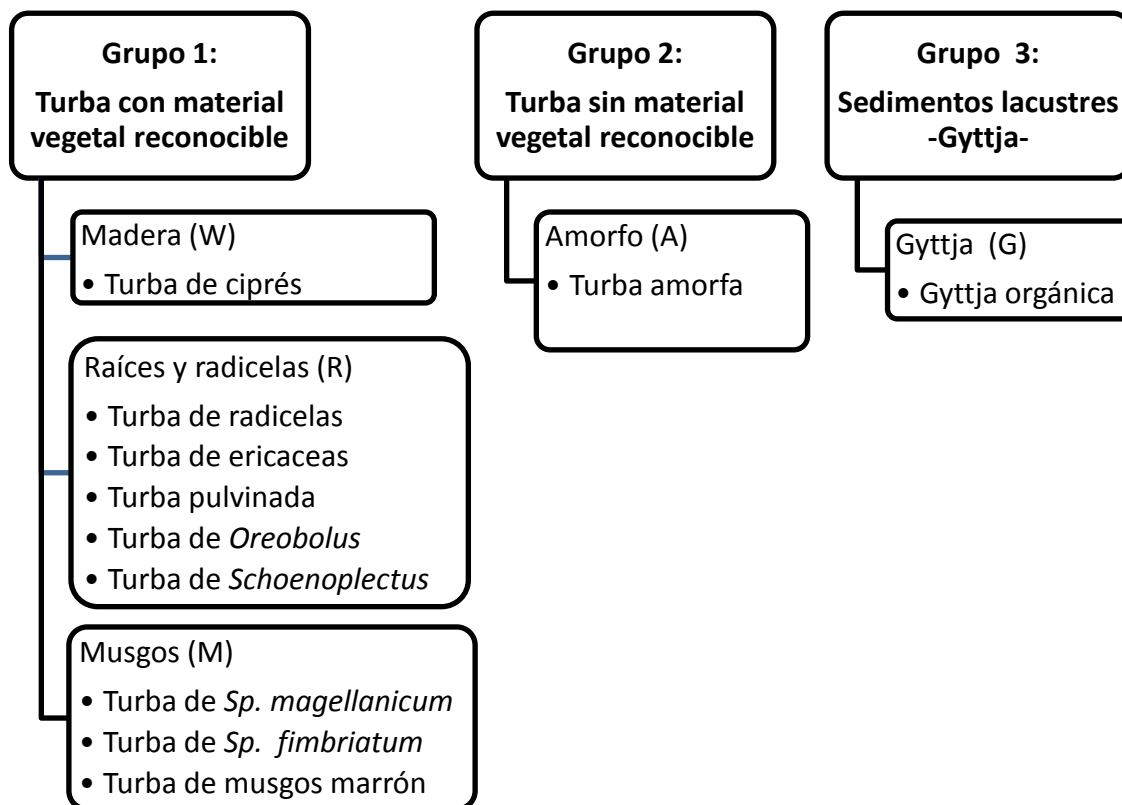 Grupo 1:
Turba con material
vegetal reconocible
Madera (W)
• Turba de ciprés
Raíces y radicelas (R)
• Turba de radicelas
• Turba de ericaceas
• Turba pulvinada
• Turba de Oreobolus
• Turba de Schoenoplectus
Musgos (M)
• Turba de Sp. magellanicum
• Turba de Sp. fimbriatum
• Turba de musgos marrón
Grupo 2:
Turba sin material
vegetal reconocible
Amorfo (A)
• Turba amorfa
Grupo 3:
Sedimentos lacustres
-Gyttja-
Gyttja (G)
• Gyttja orgánica